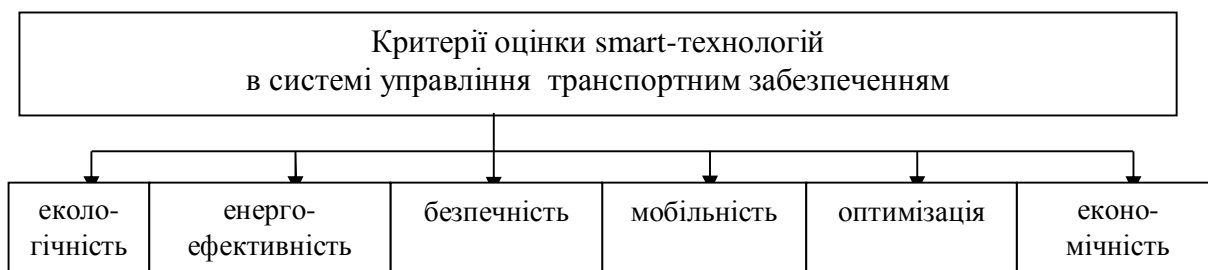 Критерії оцінки smart-технологій
в системі управління транспортним забезпеченням
еколо-
гічність
енерго-
ефективність
безпечність
мобільність
оптимізація
еконо-
мічність